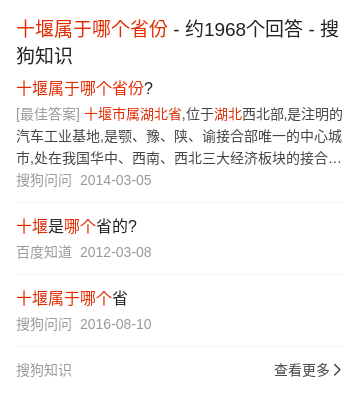 十堰属于哪个省份 - 约1968个回答 - 搜
狗知识
十堰属于哪个省份?
[最佳答案] 十堰市属湖北省,位于湖北西北部,是注明的
汽车工业基地,是颚、豫、陕、谕接合部唯一的中心城
市,处在我国华中、西南、西北三大经济板块的接合…
搜狗问问 2014-03-05
十堰是哪个省的?
百度知道 2012-03-08
十堰属于哪个省
搜狗问问 2016-08-10
搜狗知识 查看更多